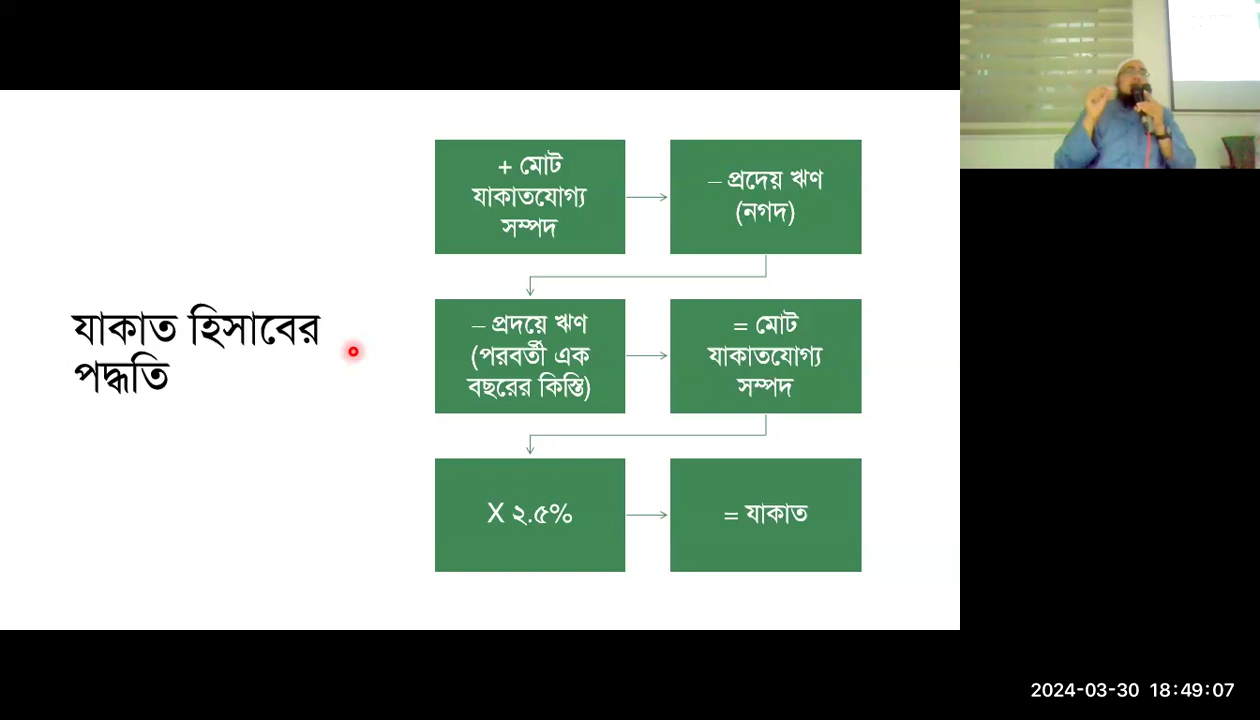 যাকাত হিসাবের
পদ্ধতি
+ মোট
যাকাতযোগ্য
সম্পদ
– প্রদেয় ঋণ
(নগদ)
– প্রদয়ে ঋণ
(পরবর্তী এক
বছরের কিস্তি)
= মোট
যাকাতযোগ্য
সম্পদ
X ২.৫%
= যাকাত
2024-03-30 18:49:07